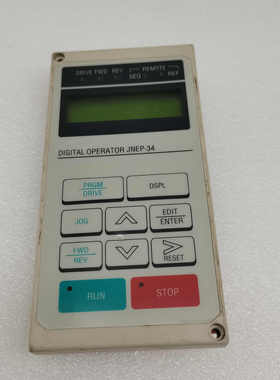 DRIVE FWD REV REMOTE
SEQ REF
DIGITAL OPERATOR JNEP-34
PRGM
DRIVE
DSPL
JOG
EDIT
ENTER
FWD
REV
RESET
RUN
STOP